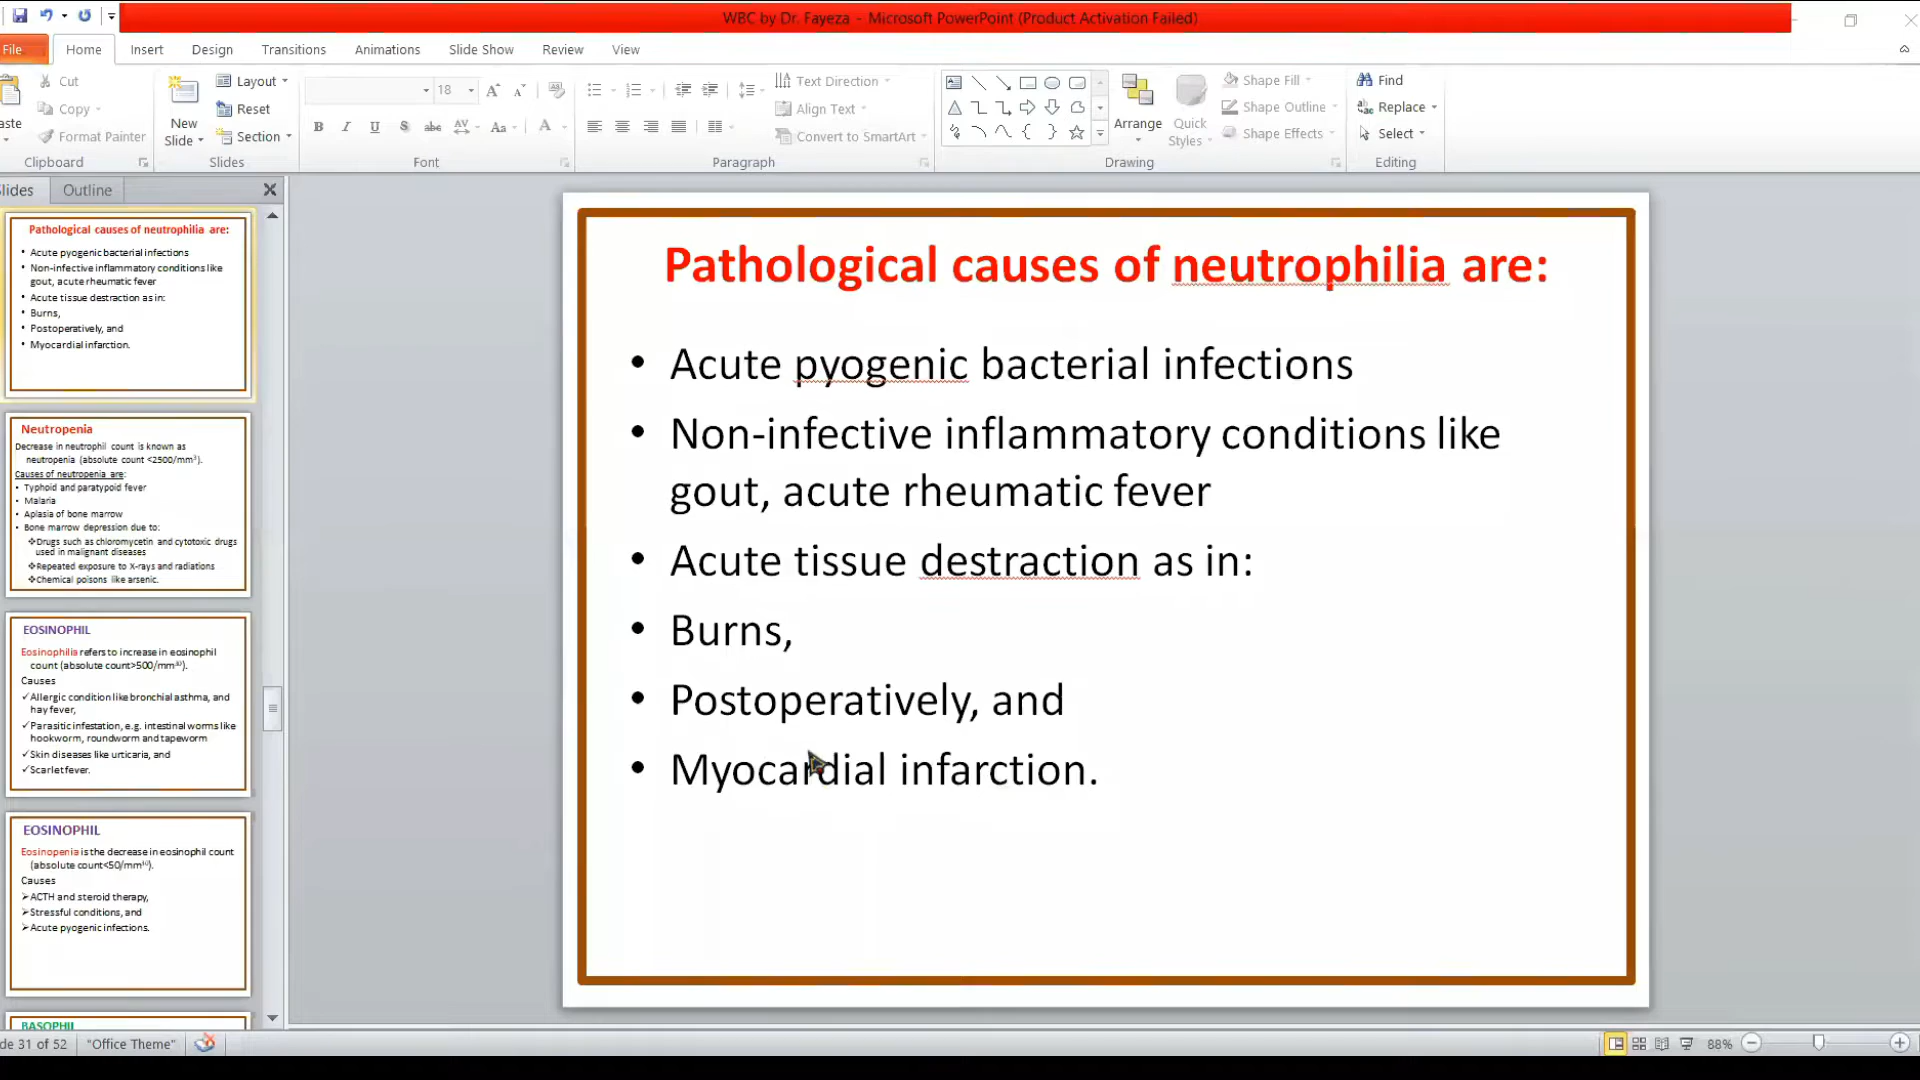 WBC by Dr. Fayeza - Microsoft PowerPoint (Product Activation Failed)
File Home Insert Design Transitions Animations Slide Show Review View
Cut
Copy
Format Painter
Clipboard
New
Slide
Layout
Reset
Section
Slides
18
Font
Text Direction
Align Text
Convert to SmartArt
Paragraph
Arrange
Quick
Styles
Shape Fill
Shape Outline
Shape Effects
Drawing
Find
Replace
Select
Editing
Outline
Pathological causes of neutrophilia are:
• Acute pyogenic bacterial infections
• Non-infective inflammatory conditions like
gout, acute rheumatic fever
• Acute tissue destraction as in:
• Burns,
• Postoperatively, and
• Myocardial infarction.
Neutropenia
Decrease in neutrophil count is known as
neutropenia (absolute count <2500/mm³).
Causes of neutropenia are:
• Typhoid and paratypoid fever
• Malaria
• Aplasia of bone marrow
• Bone marrow depression due to:
❖Drugs such as chloromycetin and cytotoxic drugs
used in malignant diseases
❖Repeated exposure to X-rays and radiations
❖Chemical poisons like arsenic.
EOSINOPHIL
Eosinophilia refers to increase in eosinophil
count (absolute count>500/mm
Causes
✓Allergic condition like bronchial asthma, and
hay fever,
✓Parasitic infestation, e.g. intestinal worms like
hookworm, roundworm and tapeworm
✓Skin diseases like urticaria, and
✓Scarlet fever.
EOSINOPHIL
Eosinopenia is the decrease in eosinophil count
(absolute count<50/mm
Causes
➢ACTH and steroid therapy,
➢Stressful conditions, and
➢Acute pyogenic infections.
BASOPHIL
Pathological causes of neutrophilia are:
• Acute pyogenic bacterial infections
• Non-infective inflammatory conditions like
gout, acute rheumatic fever
• Acute tissue destraction as in:
• Burns,
• Postoperatively, and
• Myocardial infarction.
31 of 52 "Office Theme" 88%